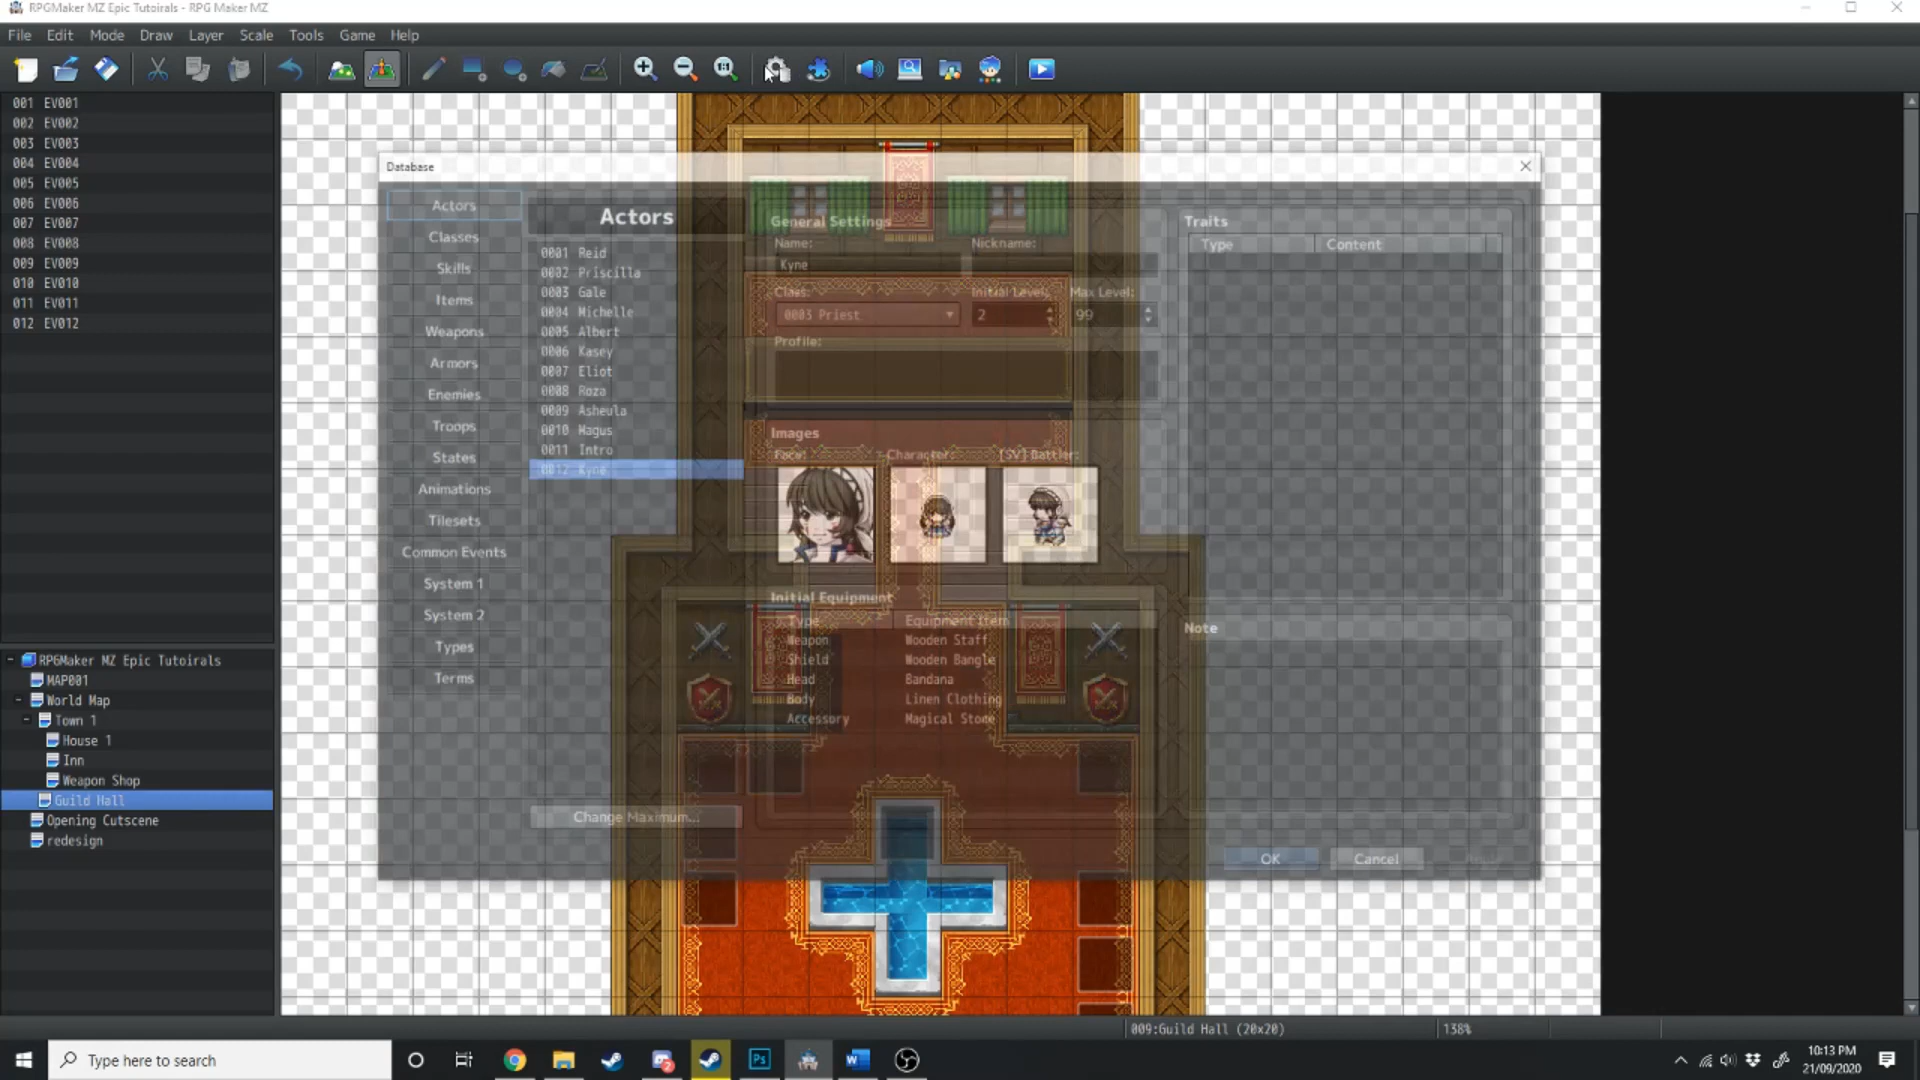 RPGMaker MZ Epic Tutoirals - RPG Maker MZ
File Edit Mode Draw Layer Scale Tools Game Help
001 EV001
002 EV002
003 EV003
004 EV004
005 EV005
006 EV006
007 EV007
008 EV008
009 EV009
010 EV010
011 EV011
012 EV012
RPGMaker MZ Epic Tutoirals
MAP001
World Map
Town 1
House 1
Inn
Weapon Shop
Guild Hall
Opening Cutscene
redesign
Database
Actors
Classes
Skills
Items
Weapons
Armors
Enemies
Troops
States
Animations
Tilesets
Common Events
System 1
System 2
Types
Terms
Actors
0001 Reid
0002 Priscilla
0003 Gale
0004 Michelle
0005 Albert
0006 Kasey
0007 Eliot
0008 Roza
0009 Asheula
0010 Magus
0011 Intro
0012 Kyne
Change Maximum...
General Settings
Name: Nickname:
Kyne
Class: Initial Level: Max Level:
0003 Priest 2 99
Profile:
Images
Face: Character: [SV] Battler:
Initial Equipment
Type Equipment Item
Weapon Wooden Staff
Shield Wooden Bangle
Head Bandana
Body Linen Clothing
Accessory Magical Stone
Traits
Type Content
Note
OK Cancel Apply
009:Guild Hall (20x20) 138%
Type here to search
10:13 PM
21/09/2020